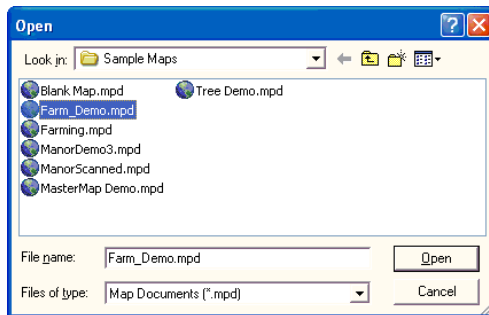 Open
Look in: Sample Maps
Blank Map.mpd Tree Demo.mpd
Farm_Demo.mpd
Farming.mpd
ManorDemo3.mpd
ManorScanned.mpd
MasterMap Demo.mpd
File name: Farm_Demo.mpd Open
Files of type: Map Documents (*.mpd) Cancel